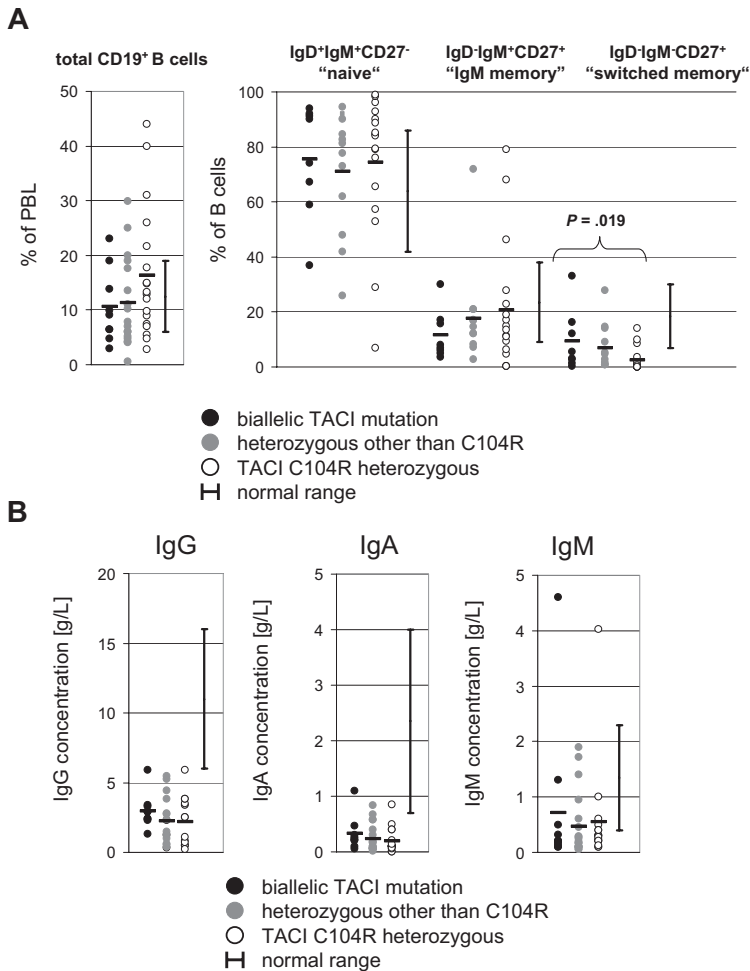 A
total CD19⁺ B cells
IgD⁺IgM⁺CD27⁻
“naive“
IgD⁻IgM⁺CD27⁺
“IgM memory”
IgD⁻IgM⁻CD27⁺
“switched memory“
% of PBL
50
40
30
20
10
0
% of B cells
100
80
60
40
20
0
P = .019
biallelic TACI mutation
heterozygous other than C104R
TACI C104R heterozygous
normal range
B
IgG
IgG concentration [g/L]
20
15
10
5
0
IgA
IgA concentration [g/L]
5
4
3
2
1
0
IgM
IgM concentration [g/L]
5
4
3
2
1
0
biallelic TACI mutation
heterozygous other than C104R
TACI C104R heterozygous
normal range